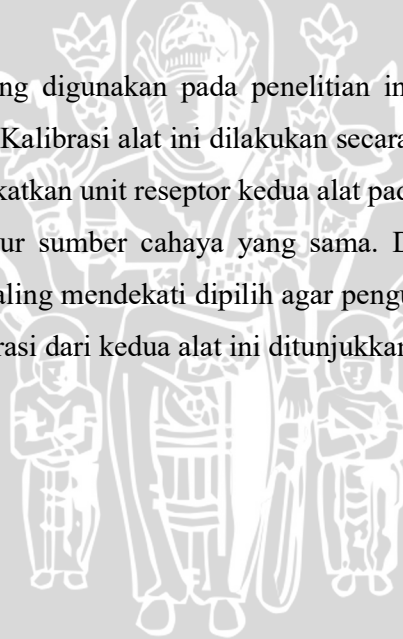 ng digunakan pada penelitian in
Kalibrasi alat ini dilakukan secara
katkan unit reseptor kedua alat pad
ur sumber cahaya yang sama. D
aling mendekati dipilih agar pengu
rasi dari kedua alat ini ditunjukkan